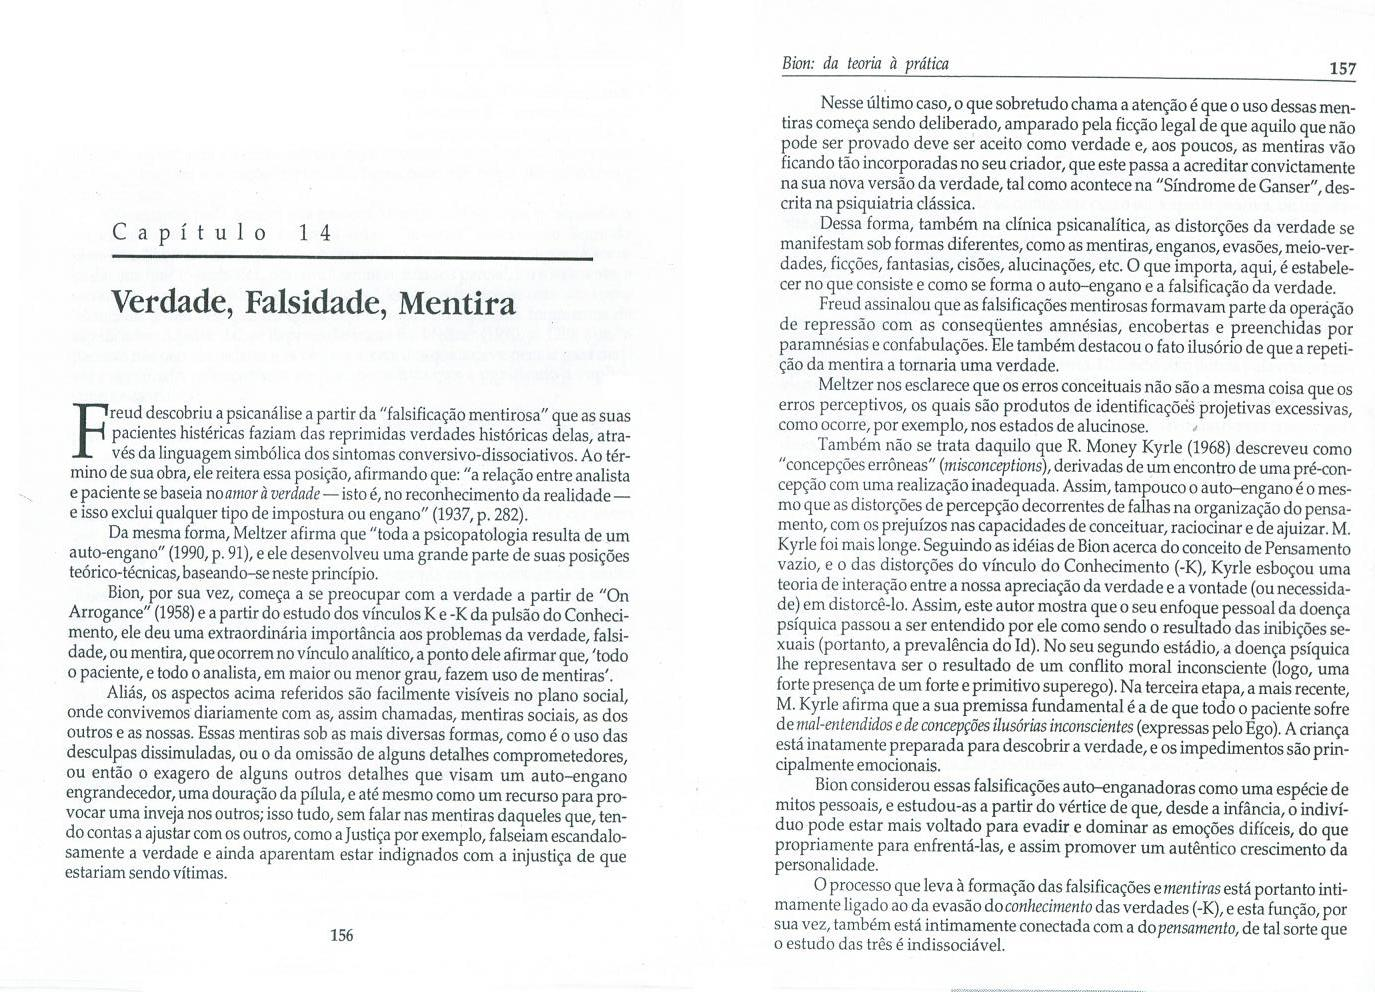 Capítulo 14
Verdade, Falsidade, Mentira
Freud descobriu a psicanálise a partir da "falsificação mentirosa" que as suas
pacientes histéricas faziam das reprimidas verdades históricas delas, atra-
vés da linguagem simbólica dos sintomas conversivo-dissociativos. Ao tér-
mino de sua obra, ele reitera essa posição, afirmando que: "a relação entre analista
e paciente se baseia no amor à verdade — isto é, no reconhecimento da realidade —
e isso exclui qualquer tipo de impostura ou engano" (1937, p. 282).
Da mesma forma, Meltzer afirma que "toda a psicopatologia resulta de um
auto-engano" (1990, p. 91), e ele desenvolveu uma grande parte de suas posições
teórico-técnicas, baseando-se neste princípio.
Bion, por sua vez, começa a se preocupar com a verdade a partir de "On
Arrogance" (1958) e a partir do estudo dos vínculos K e -K da pulsão do Conheci-
mento, ele deu uma extraordinária importância aos problemas da verdade, falsi-
dade, ou mentira, que ocorrem no vínculo analítico, a ponto dele afirmar que, 'todo
o paciente, e todo o analista, em maior ou menor grau, fazem uso de mentiras'.
Aliás, os aspectos acima referidos são facilmente visíveis no plano social,
onde convivemos diariamente com as, assim chamadas, mentiras sociais, as dos
outros e as nossas. Essas mentiras sob as mais diversas formas, como é o uso das
desculpas dissimuladas, ou o da omissão de alguns detalhes comprometedores,
ou então o exagero de alguns outros detalhes que visam um auto-engano
engrandecedor, uma douração da pílula, e até mesmo como um recurso para pro-
vocar uma inveja nos outros; isso tudo, sem falar nas mentiras daqueles que, ten-
do contas a ajustar com os outros, como a Justiça por exemplo, falseiam escandalo-
samente a verdade e ainda aparentam estar indignados com a injustiça de que
estariam sendo vítimas.
156
Bion: da teoria à prática 157
Nesse último caso, o que sobretudo chama a atenção é que o uso dessas men-
tiras começa sendo deliberado, amparado pela ficção legal de que aquilo que não
pode ser provado deve ser aceito como verdade e, aos poucos, as mentiras vão
ficando tão incorporadas no seu criador, que este passa a acreditar convictamente
na sua nova versão da verdade, tal como acontece na "Síndrome de Ganser", des-
crita na psiquiatria clássica.
Dessa forma, também na clínica psicanalítica, as distorções da verdade se
manifestam sob formas diferentes, como as mentiras, enganos, evasões, meio-ver-
dades, ficções, fantasias, cisões, alucinações, etc. O que importa, aqui, é estabele-
cer no que consiste e como se forma o auto-engano e a falsificação da verdade.
Freud assinalou que as falsificações mentirosas formavam parte da operação
de repressão com as conseqüentes amnésias, encobertas e preenchidas por
paramnésias e confabulações. Ele também destacou o fato ilusório de que a repeti-
ção da mentira a tornaria uma verdade.
Meltzer nos esclarece que os erros conceituais não são a mesma coisa que os
erros perceptivos, os quais são produtos de identificações projetivas excessivas,
como ocorre, por exemplo, nos estados de alucinose.
Também não se trata daquilo que R. Money Kyrle (1968) descreveu como
"concepções errôneas" (misconceptions), derivadas de um encontro de uma pré-con-
cepção com uma realização inadequada. Assim, tampouco o auto-engano é o mes-
mo que as distorções de percepção decorrentes de falhas na organização do pensa-
mento, com os prejuízos nas capacidades de conceituar, raciocinar e de ajuizar. M.
Kyrle foi mais longe. Seguindo as idéias de Bion acerca do conceito de Pensamento
vazio, e o das distorções do vínculo do Conhecimento (-K), Kyrle esboçou uma
teoria de interação entre a nossa apreciação da verdade e a vontade (ou necessida-
de) em distorcê-lo. Assim, este autor mostra que o seu enfoque pessoal da doença
psíquica passou a ser entendido por ele como sendo o resultado das inibições se-
xuais (portanto, a prevalência do Id). No seu segundo estádio, a doença psíquica
lhe representava ser o resultado de um conflito moral inconsciente (logo, uma
forte presença de um forte e primitivo superego). Na terceira etapa, a mais recente,
M. Kyrle afirma que a sua premissa fundamental é a de que todo o paciente sofre
de mal-entendidos e de concepções ilusórias inconscientes (expressas pelo Ego). A criança
está inatamente preparada para descobrir a verdade, e os impedimentos são prin-
cipalmente emocionais.
Bion considerou essas falsificações auto-enganadoras como uma espécie de
mitos pessoais, e estudou-as a partir do vértice de que, desde a infância, o indiví-
duo pode estar mais voltado para evadir e dominar as emoções difíceis, do que
propriamente para enfrentá-las, e assim promover um autêntico crescimento da
personalidade.
O processo que leva à formação das falsificações e mentiras está portanto inti-
mamente ligado ao da evasão do conhecimento das verdades (-K), e esta função, por
sua vez, também está intimamente conectada com a do pensamento, de tal sorte que
o estudo das três é indissociável.